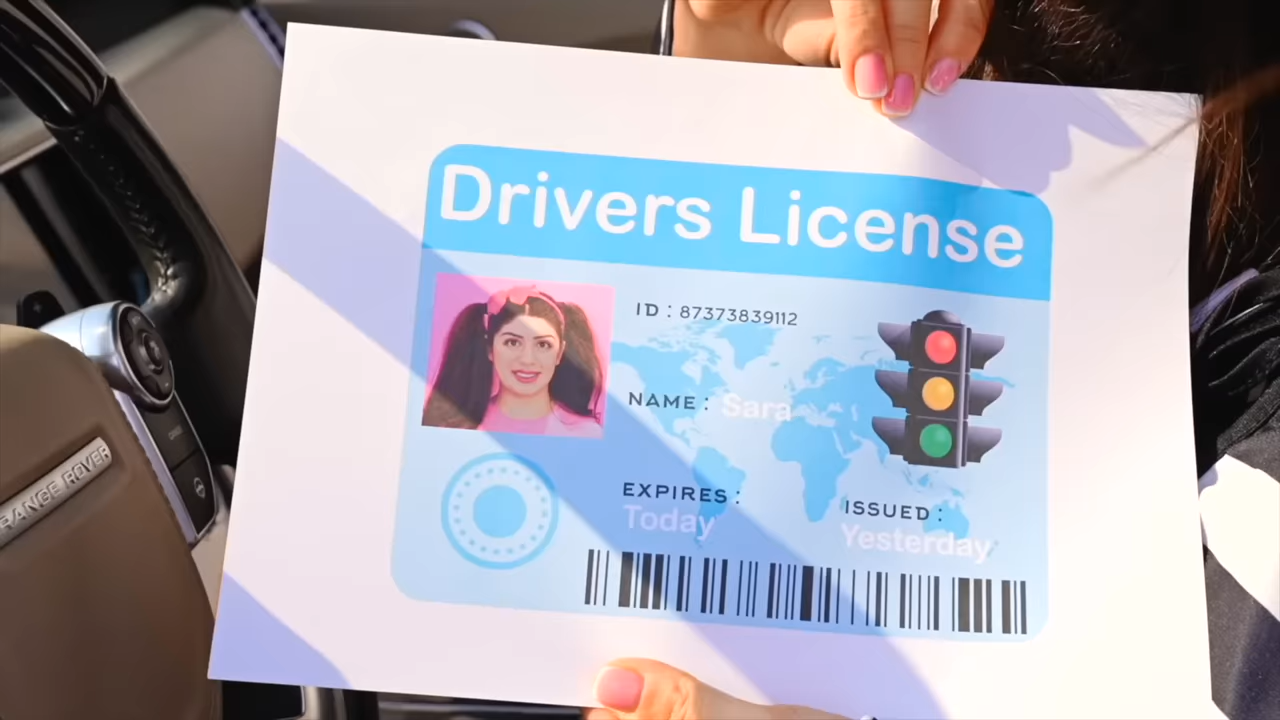 Drivers License
ID : 87373839112
NAME : Sara
EXPIRES :
Today
ISSUED :
Yesterday
RANGE ROVER